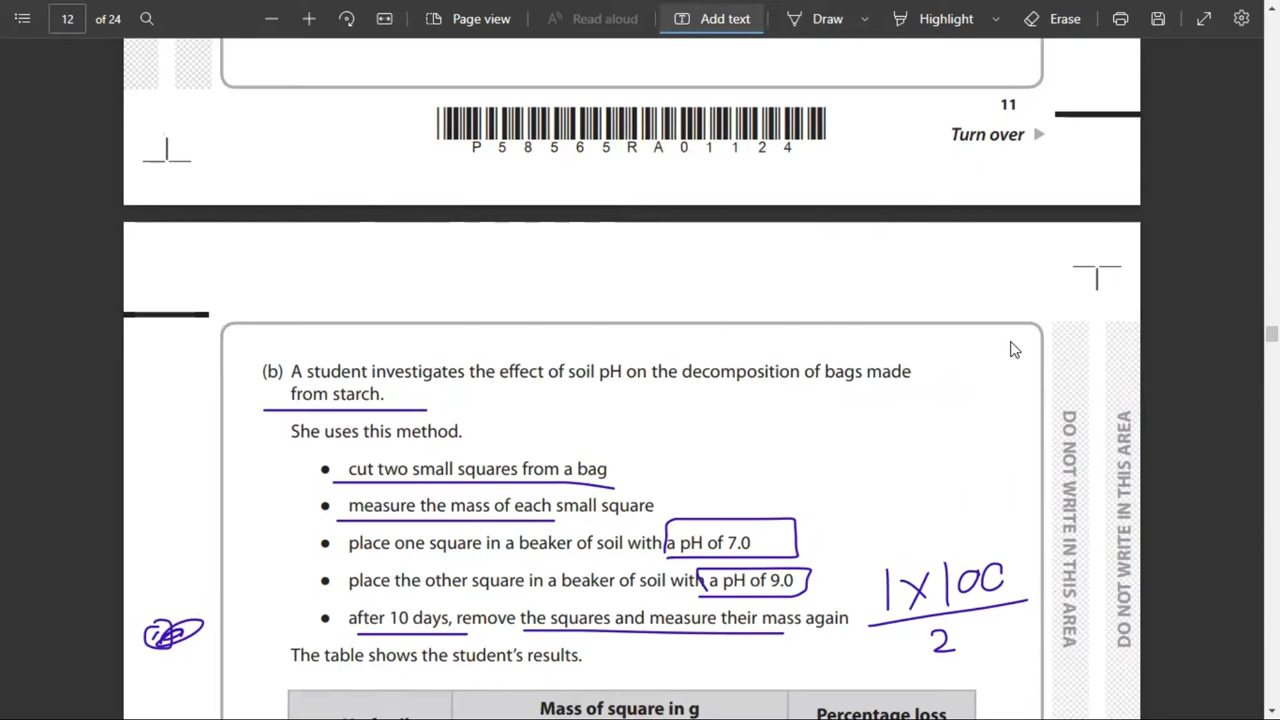 12
of 24
Page view
Read aloud
Add text
Draw
Highlight
Erase
11
P 5 8 5 6 5 R A 0 1 1 2 4
Turn over
(b) A student investigates the effect of soil pH on the decomposition of bags made
from starch.
She uses this method.
• cut two small squares from a bag
• measure the mass of each small square
• place one square in a beaker of soil with a pH of 7.0
• place the other square in a beaker of soil with a pH of 9.0
• after 10 days, remove the squares and measure their mass again
1 x 100
2
The table shows the student's results.
Mass of square in g
Percentage loss
DO NOT WRITE IN THIS AREA
DO NOT WRITE IN THIS AREA